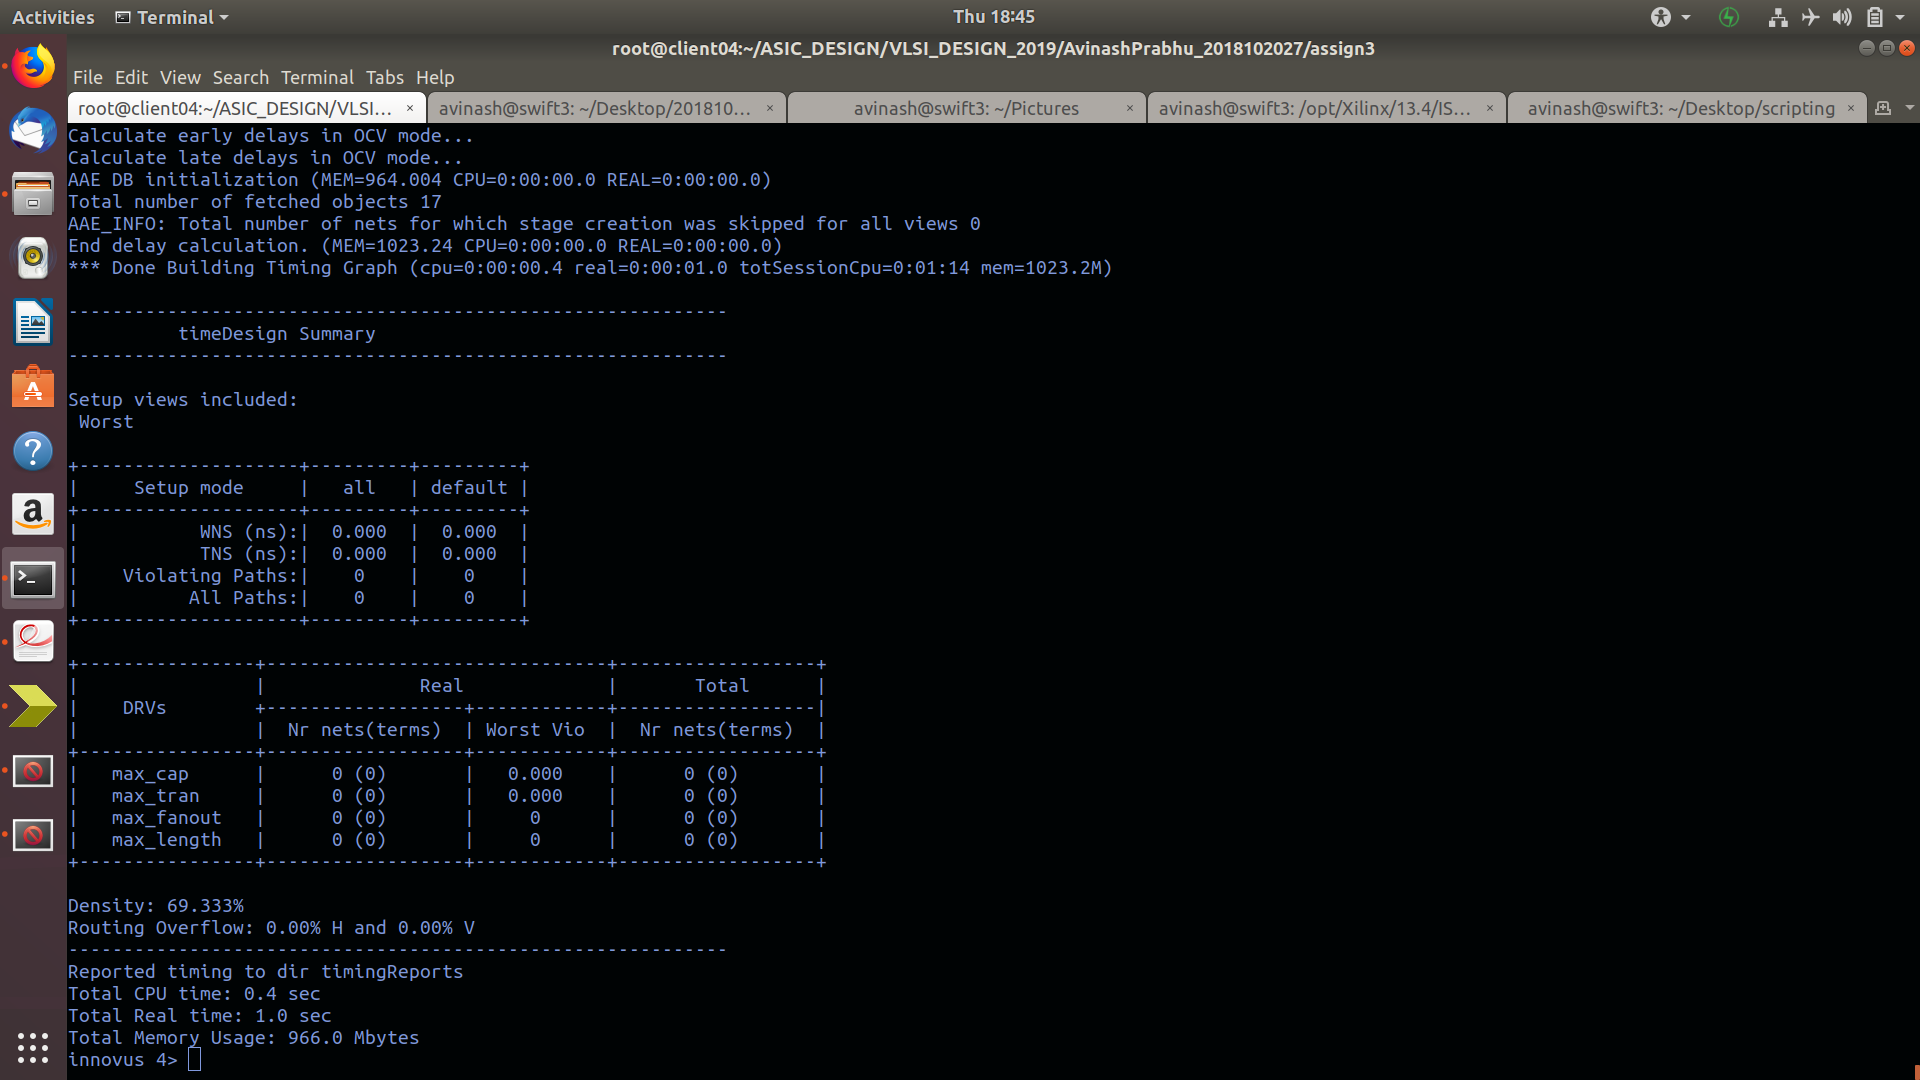 Activities Terminal Thu 18:45
root@client04:~/ASIC_DESIGN/VLSI_DESIGN_2019/AvinashPrabhu_2018102027/assign3
File Edit View Search Terminal Tabs Help
root@client04:~/ASIC_DESIGN/VLSI... × avinash@swift3: ~/Desktop/201810... × avinash@swift3: ~/Pictures × avinash@swift3: /opt/Xilinx/13.4/IS... × avinash@swift3: ~/Desktop/scripting ×
Calculate early delays in OCV mode...
Calculate late delays in OCV mode...
AAE DB initialization (MEM=964.004 CPU=0:00:00.0 REAL=0:00:00.0)
Total number of fetched objects 17
AAE_INFO: Total number of nets for which stage creation was skipped for all views 0
End delay calculation. (MEM=1023.24 CPU=0:00:00.0 REAL=0:00:00.0)
*** Done Building Timing Graph (cpu=0:00:00.4 real=0:00:01.0 totSessionCpu=0:01:14 mem=1023.2M)
------------------------------------------------------------
          timeDesign Summary
------------------------------------------------------------
Setup views included:
 Worst
+--------------------+---------+---------+
|     Setup mode     |   all   | default |
+--------------------+---------+---------+
|           WNS (ns):|  0.000  |  0.000  |
|           TNS (ns):|  0.000  |  0.000  |
|    Violating Paths:|    0    |    0    |
|          All Paths:|    0    |    0    |
+--------------------+---------+---------+
+----------------+-------------------------------+------------------+
|                |              Real             |       Total      |
|    DRVs        +------------------+------------+------------------|
|                |  Nr nets(terms)  | Worst Vio  |  Nr nets(terms)  |
+----------------+------------------+------------+------------------+
|   max_cap      |      0 (0)       |   0.000    |      0 (0)       |
|   max_tran     |      0 (0)       |   0.000    |      0 (0)       |
|   max_fanout   |      0 (0)       |     0      |      0 (0)       |
|   max_length   |      0 (0)       |     0      |      0 (0)       |
+----------------+------------------+------------+------------------+
Density: 69.333%
Routing Overflow: 0.00% H and 0.00% V
------------------------------------------------------------
Reported timing to dir timingReports
Total CPU time: 0.4 sec
Total Real time: 1.0 sec
Total Memory Usage: 966.0 Mbytes
innovus 4>